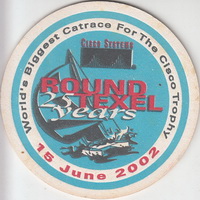 World's Biggest Catrace For The Cisco Trophy
CISCO SYSTEMS
ROUND
TEXEL
25 Years
15 June 2002